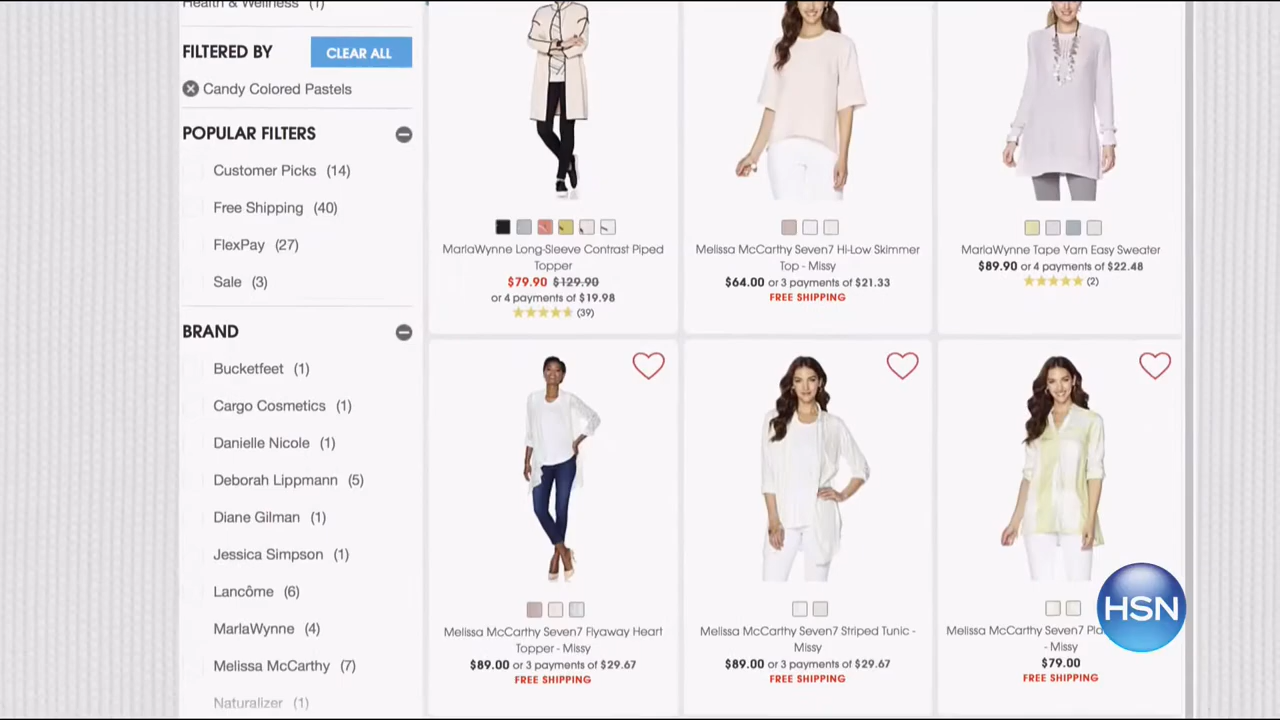 Health & Wellness (1)
FILTERED BY
CLEAR ALL
Candy Colored Pastels
POPULAR FILTERS
Customer Picks (14)
Free Shipping (40)
FlexPay (27)
Sale (3)
BRAND
Bucketfeet (1)
Cargo Cosmetics (1)
Danielle Nicole (1)
Deborah Lippmann (5)
Diane Gilman (1)
Jessica Simpson (1)
Lancôme (6)
MarlaWynne (4)
Melissa McCarthy (7)
Naturalizer (1)
MarlaWynne Long-Sleeve Contrast Piped
Topper
$79.90 $129.90
or 4 payments of $19.98
(39)
Melissa McCarthy Seven7 Hi-Low Skimmer
Top - Missy
$64.00 or 3 payments of $21.33
FREE SHIPPING
MarlaWynne Tape Yarn Easy Sweater
$89.90 or 4 payments of $22.48
(2)
Melissa McCarthy Seven7 Flyaway Heart
Topper - Missy
$89.00 or 3 payments of $29.67
FREE SHIPPING
Melissa McCarthy Seven7 Striped Tunic -
Missy
$89.00 or 3 payments of $29.67
FREE SHIPPING
Melissa McCarthy Seven7
- Missy
$79.00
FREE SHIPPING
HSN